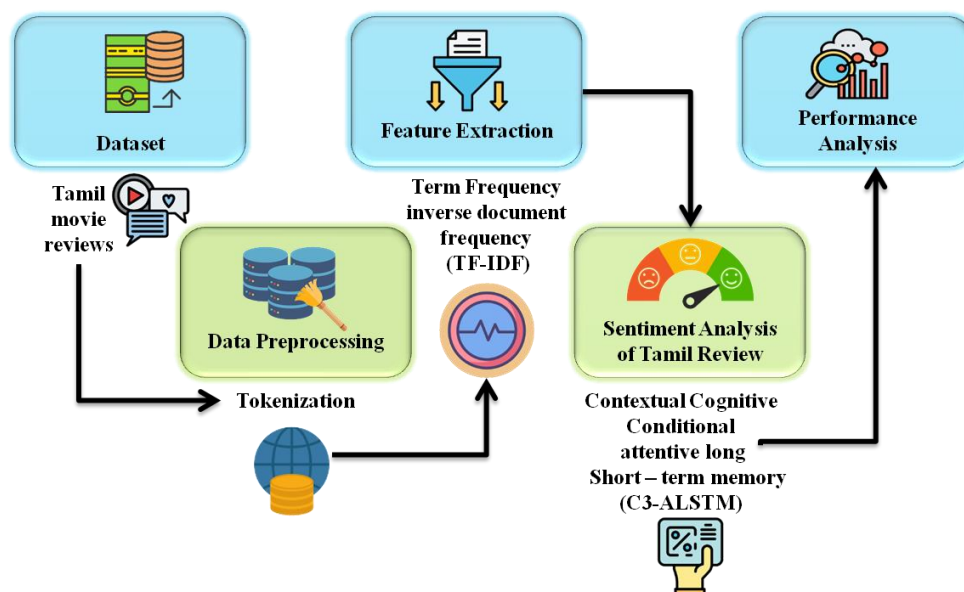 Dataset
Tamil
movie
reviews
Data Preprocessing
Tokenization
Feature Extraction
Term Frequency
inverse document
frequency
(TF-IDF)
Sentiment Analysis
of Tamil Review
Contextual Cognitive
Conditional
attentive long
Short – term memory
(C3-ALSTM)
Performance
Analysis